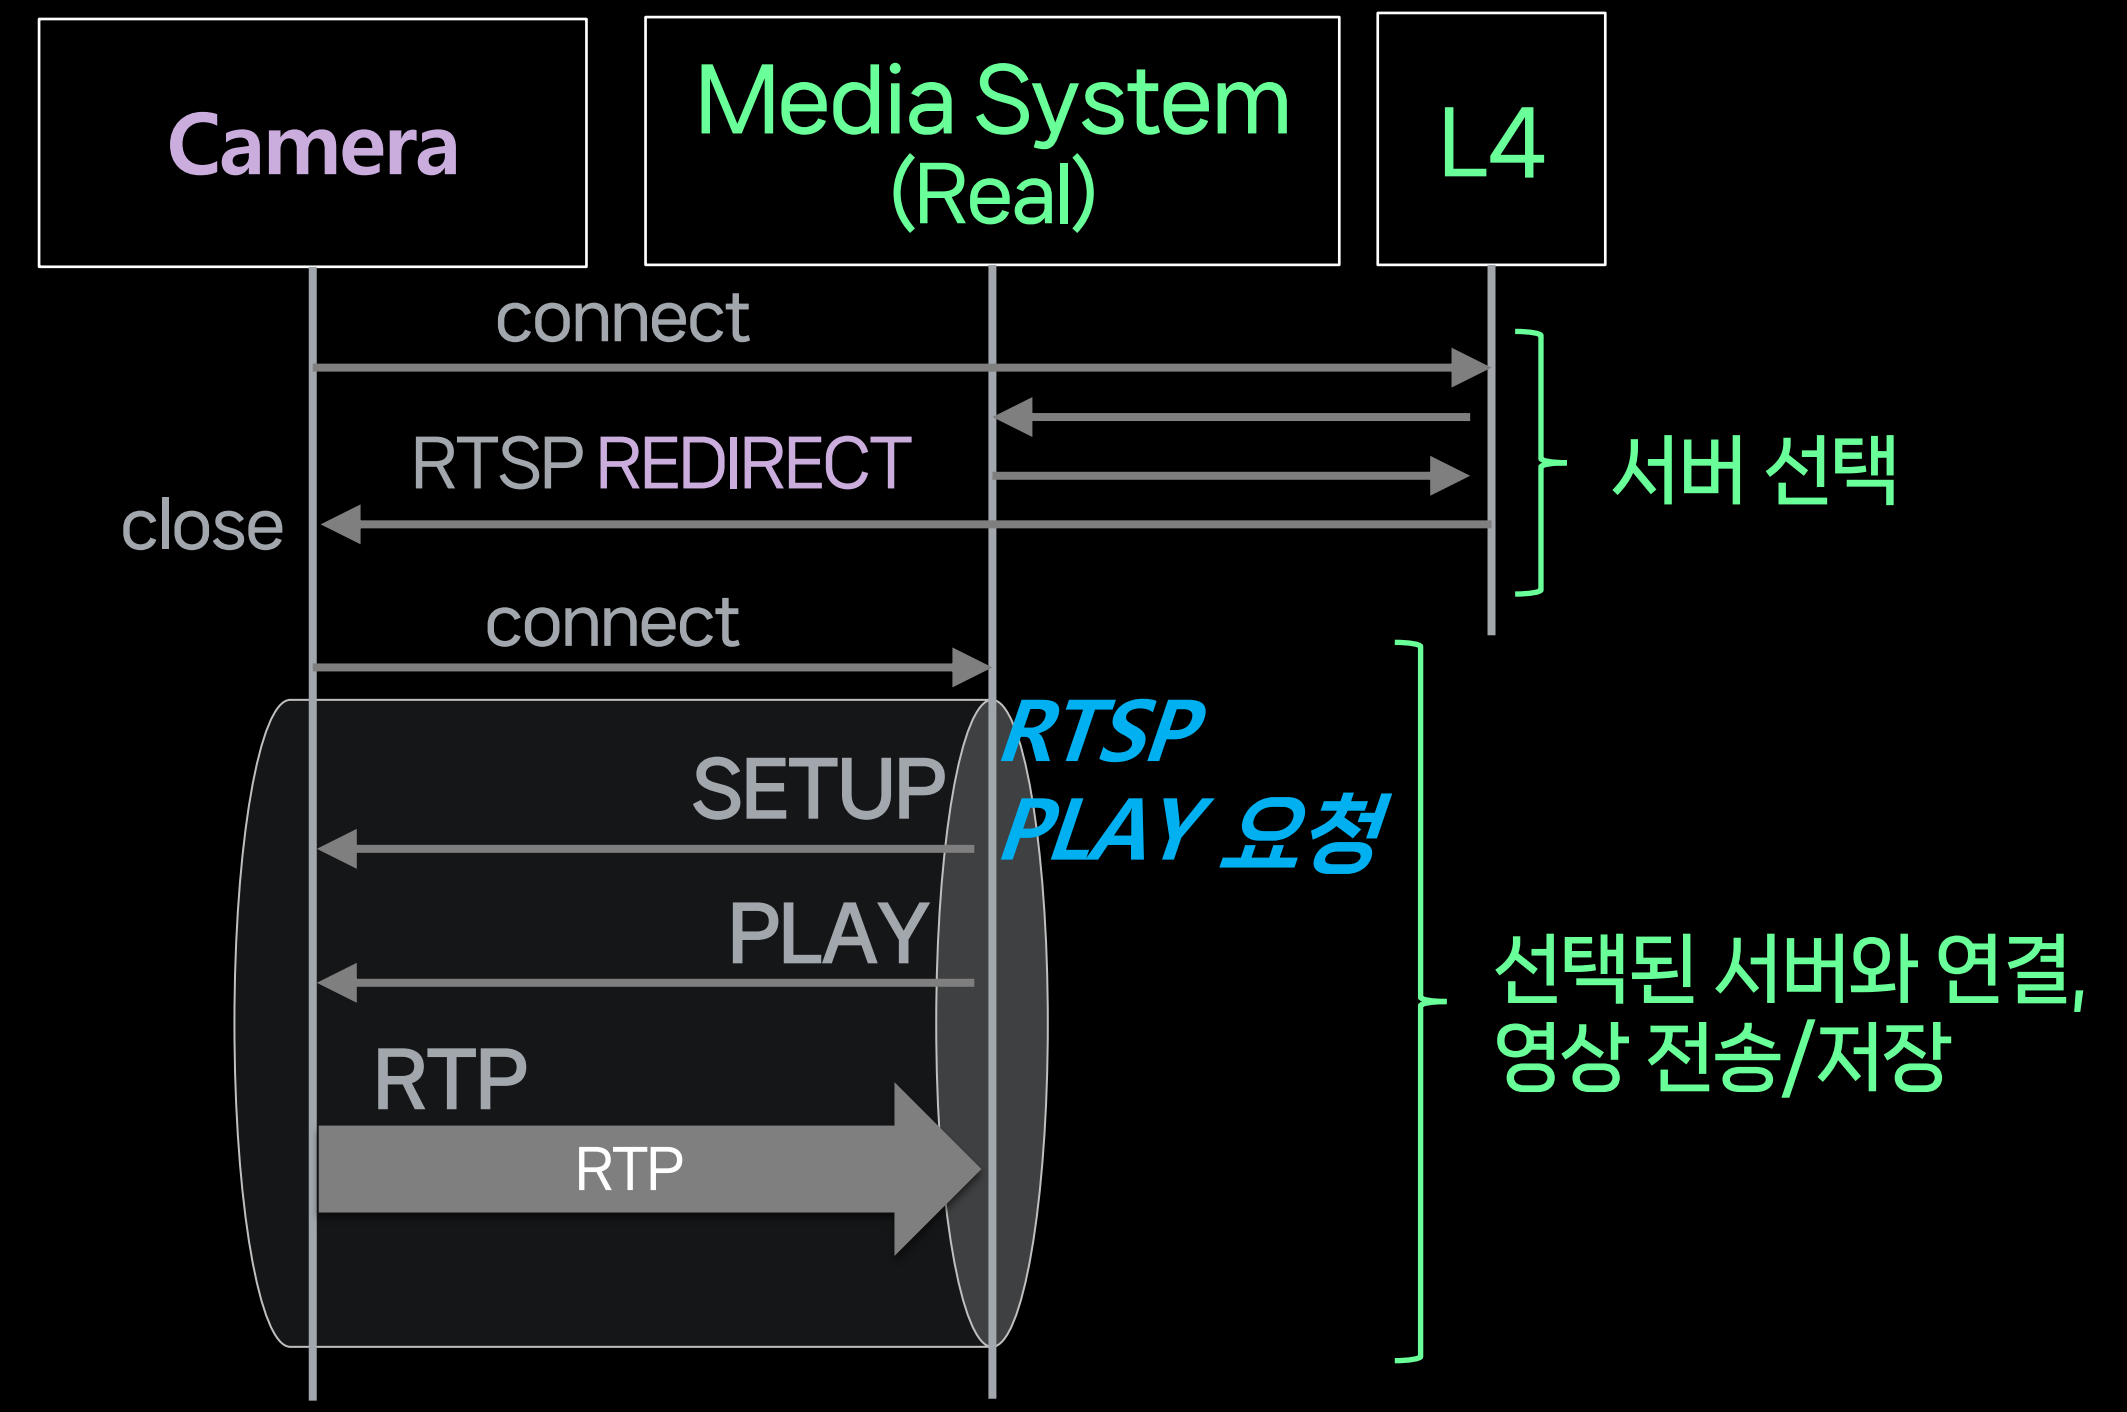 Camera
Media System
(Real)
L4
connect
RTSP REDIRECT
close
서버 선택
connect
RTSP
PLAY 요청
SETUP
PLAY
선택된 서버와 연결,
영상 전송/저장
RTP
RTP